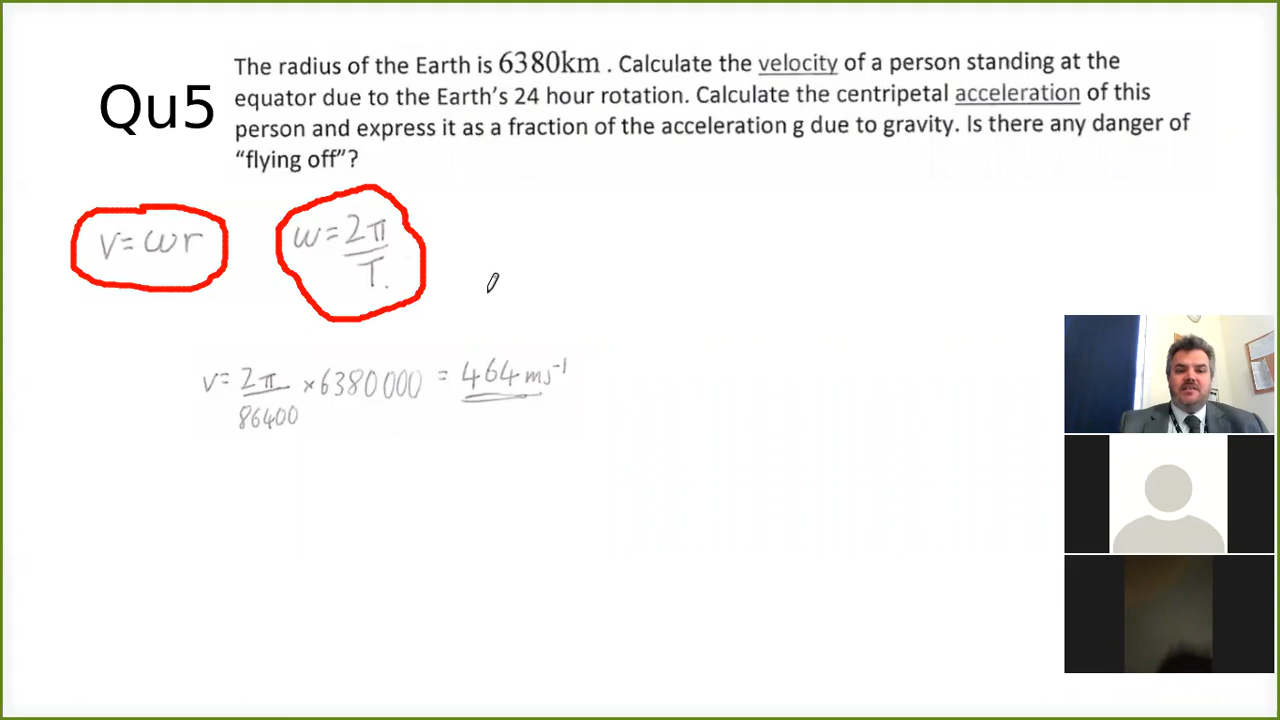 Qu5
The radius of the Earth is 6380km . Calculate the velocity of a person standing at the
equator due to the Earth's 24 hour rotation. Calculate the centripetal acceleration of this
person and express it as a fraction of the acceleration g due to gravity. Is there any danger of
“flying off”?
v = ωr
ω = 2π / T.
v = 2π / 86400 × 6380 000 = 464 ms⁻¹